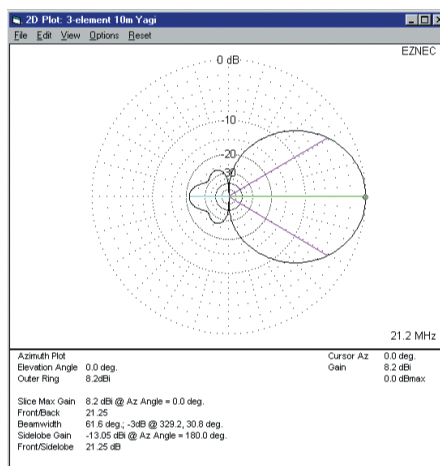 2D Plot: 3-element 10m Yagi
File Edit View Options Reset
EZNEC
0 dB
-10
-20
-30
21.2 MHz
Azimuth Plot
Elevation Angle 0.0 deg.
Outer Ring 8.2dBi
Cursor Az 0.0 deg.
Gain 8.2 dBi
0.0 dBmax
Slice Max Gain 8.2 dBi @ Az Angle = 0.0 deg.
Front/Back 21.25
Beamwidth 61.6 deg.; -3dB @ 329.2, 30.8 deg.
Sidelobe Gain -13.05 dBi @ Az Angle = 180.0 deg.
Front/Sidelobe 21.25 dB